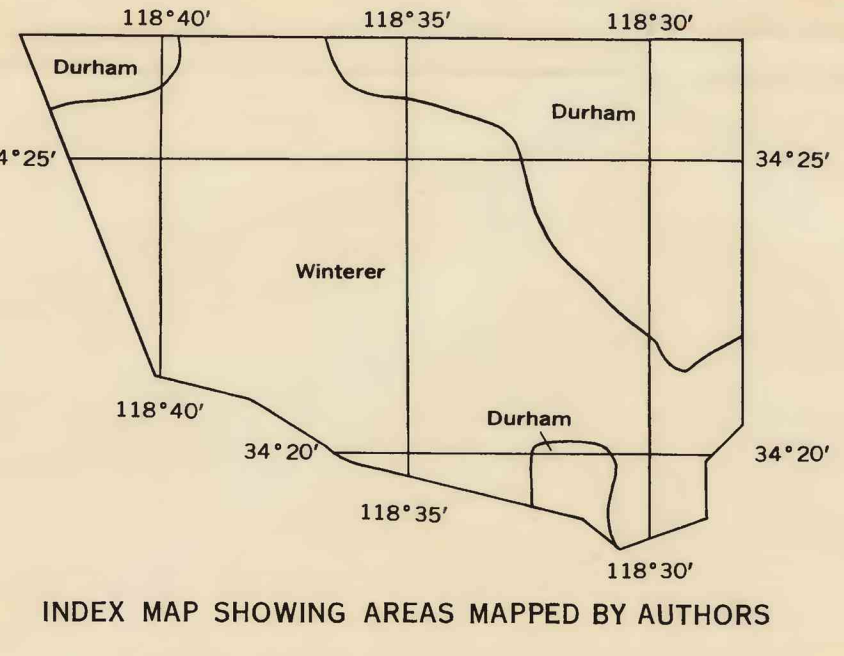 118°40′ 118°35′ 118°30′
Durham
Durham
4°25′ 34°25′
Winterer
118°40′
Durham
34°20′ 34°20′
118°35′
118°30′
INDEX MAP SHOWING AREAS MAPPED BY AUTHORS